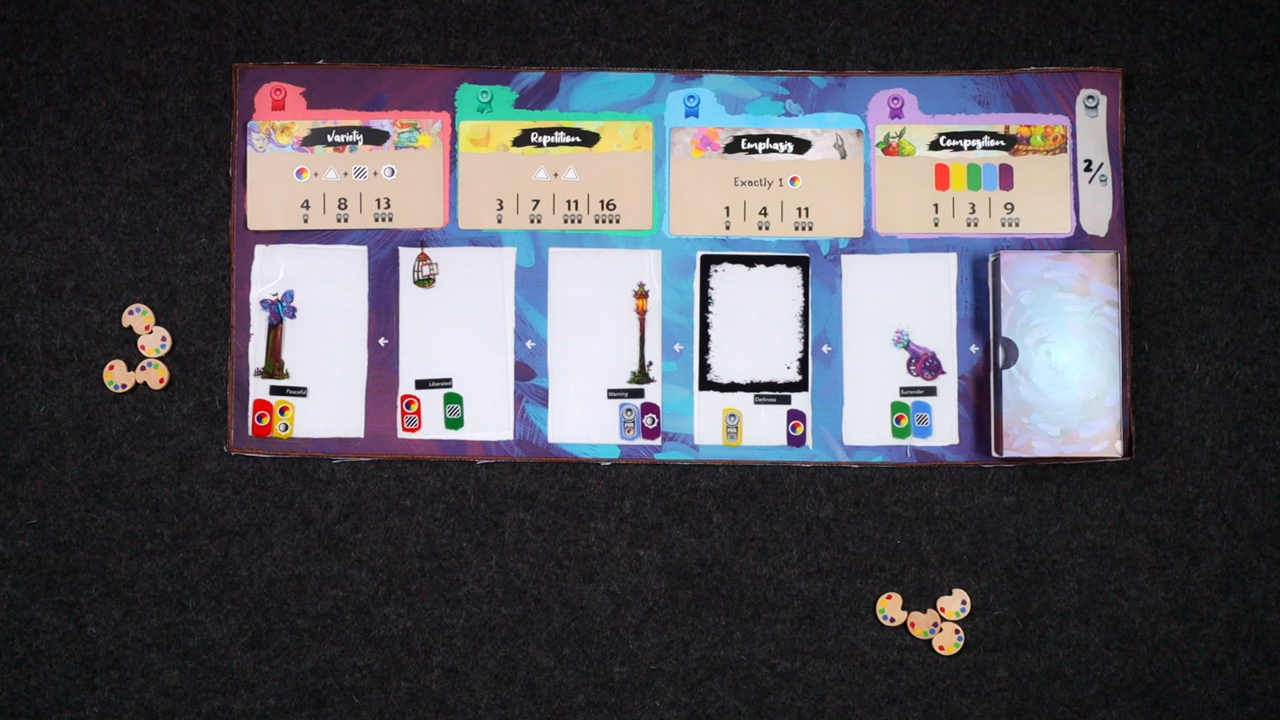 Variety
4 8 13
Repetition
3 7 11 16
Emphasis
Exactly 1
1 4 11
Composition
1 3 9
2/
Peaceful
Liberated
Warning
Darkness
Surrender